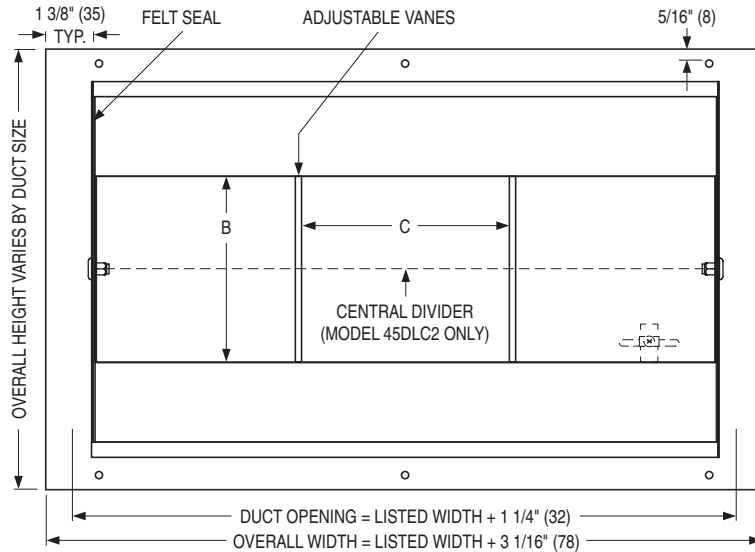 1 3/8" (35)
TYP.
FELT SEAL
ADJUSTABLE VANES
5/16" (8)
OVERALL HEIGHT VARIES BY DUCT SIZE
B
C
CENTRAL DIVIDER
(MODEL 45DLC2 ONLY)
DUCT OPENING = LISTED WIDTH + 1 1/4" (32)
OVERALL WIDTH = LISTED WIDTH + 3 1/16" (78)